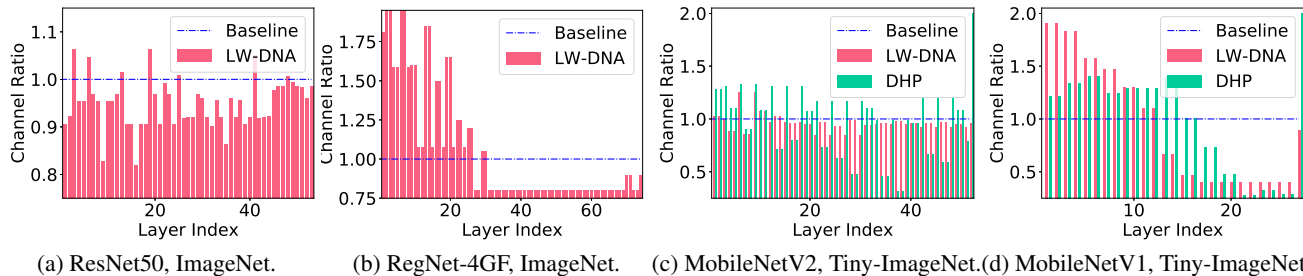 1.1
1.0
0.9
0.8
Channel Ratio
20
40
Layer Index
Baseline
LW-DNA
(a) ResNet50, ImageNet.
1.75
1.50
1.25
1.00
0.75
Channel Ratio
20
40
60
Layer Index
Baseline
LW-DNA
(b) RegNet-4GF, ImageNet.
2.0
1.5
1.0
0.5
Channel Ratio
20
40
Layer Index
Baseline
LW-DNA
DHP
(c) MobileNetV2, Tiny-ImageNet.
2.0
1.5
1.0
0.5
Channel Ratio
10
20
Layer Index
Baseline
LW-DNA
DHP
(d) MobileNetV1, Tiny-ImageNet